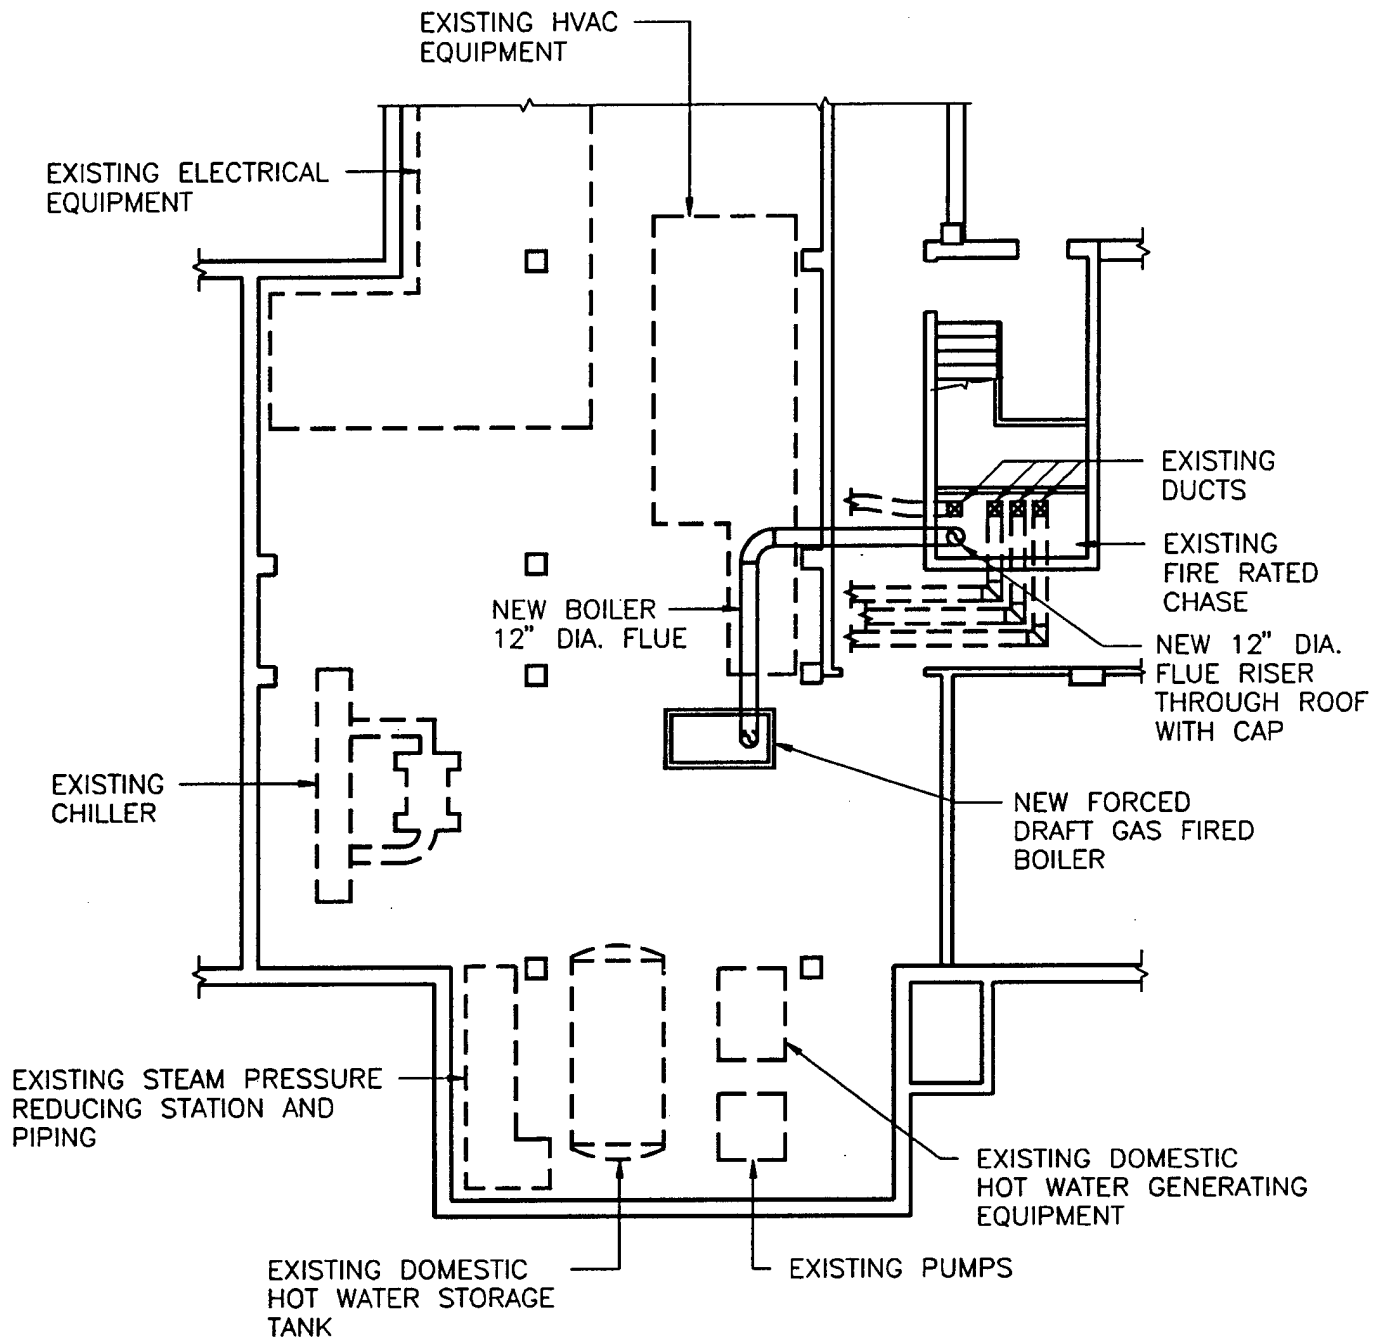 EXISTING HVAC
EQUIPMENT
EXISTING ELECTRICAL
EQUIPMENT
EXISTING
DUCTS
EXISTING
FIRE RATED
CHASE
NEW BOILER
12" DIA. FLUE
NEW 12" DIA.
FLUE RISER
THROUGH ROOF
WITH CAP
EXISTING
CHILLER
NEW FORCED
DRAFT GAS FIRED
BOILER
EXISTING STEAM PRESSURE
REDUCING STATION AND
PIPING
EXISTING DOMESTIC
HOT WATER GENERATING
EQUIPMENT
EXISTING DOMESTIC
HOT WATER STORAGE
TANK
EXISTING PUMPS